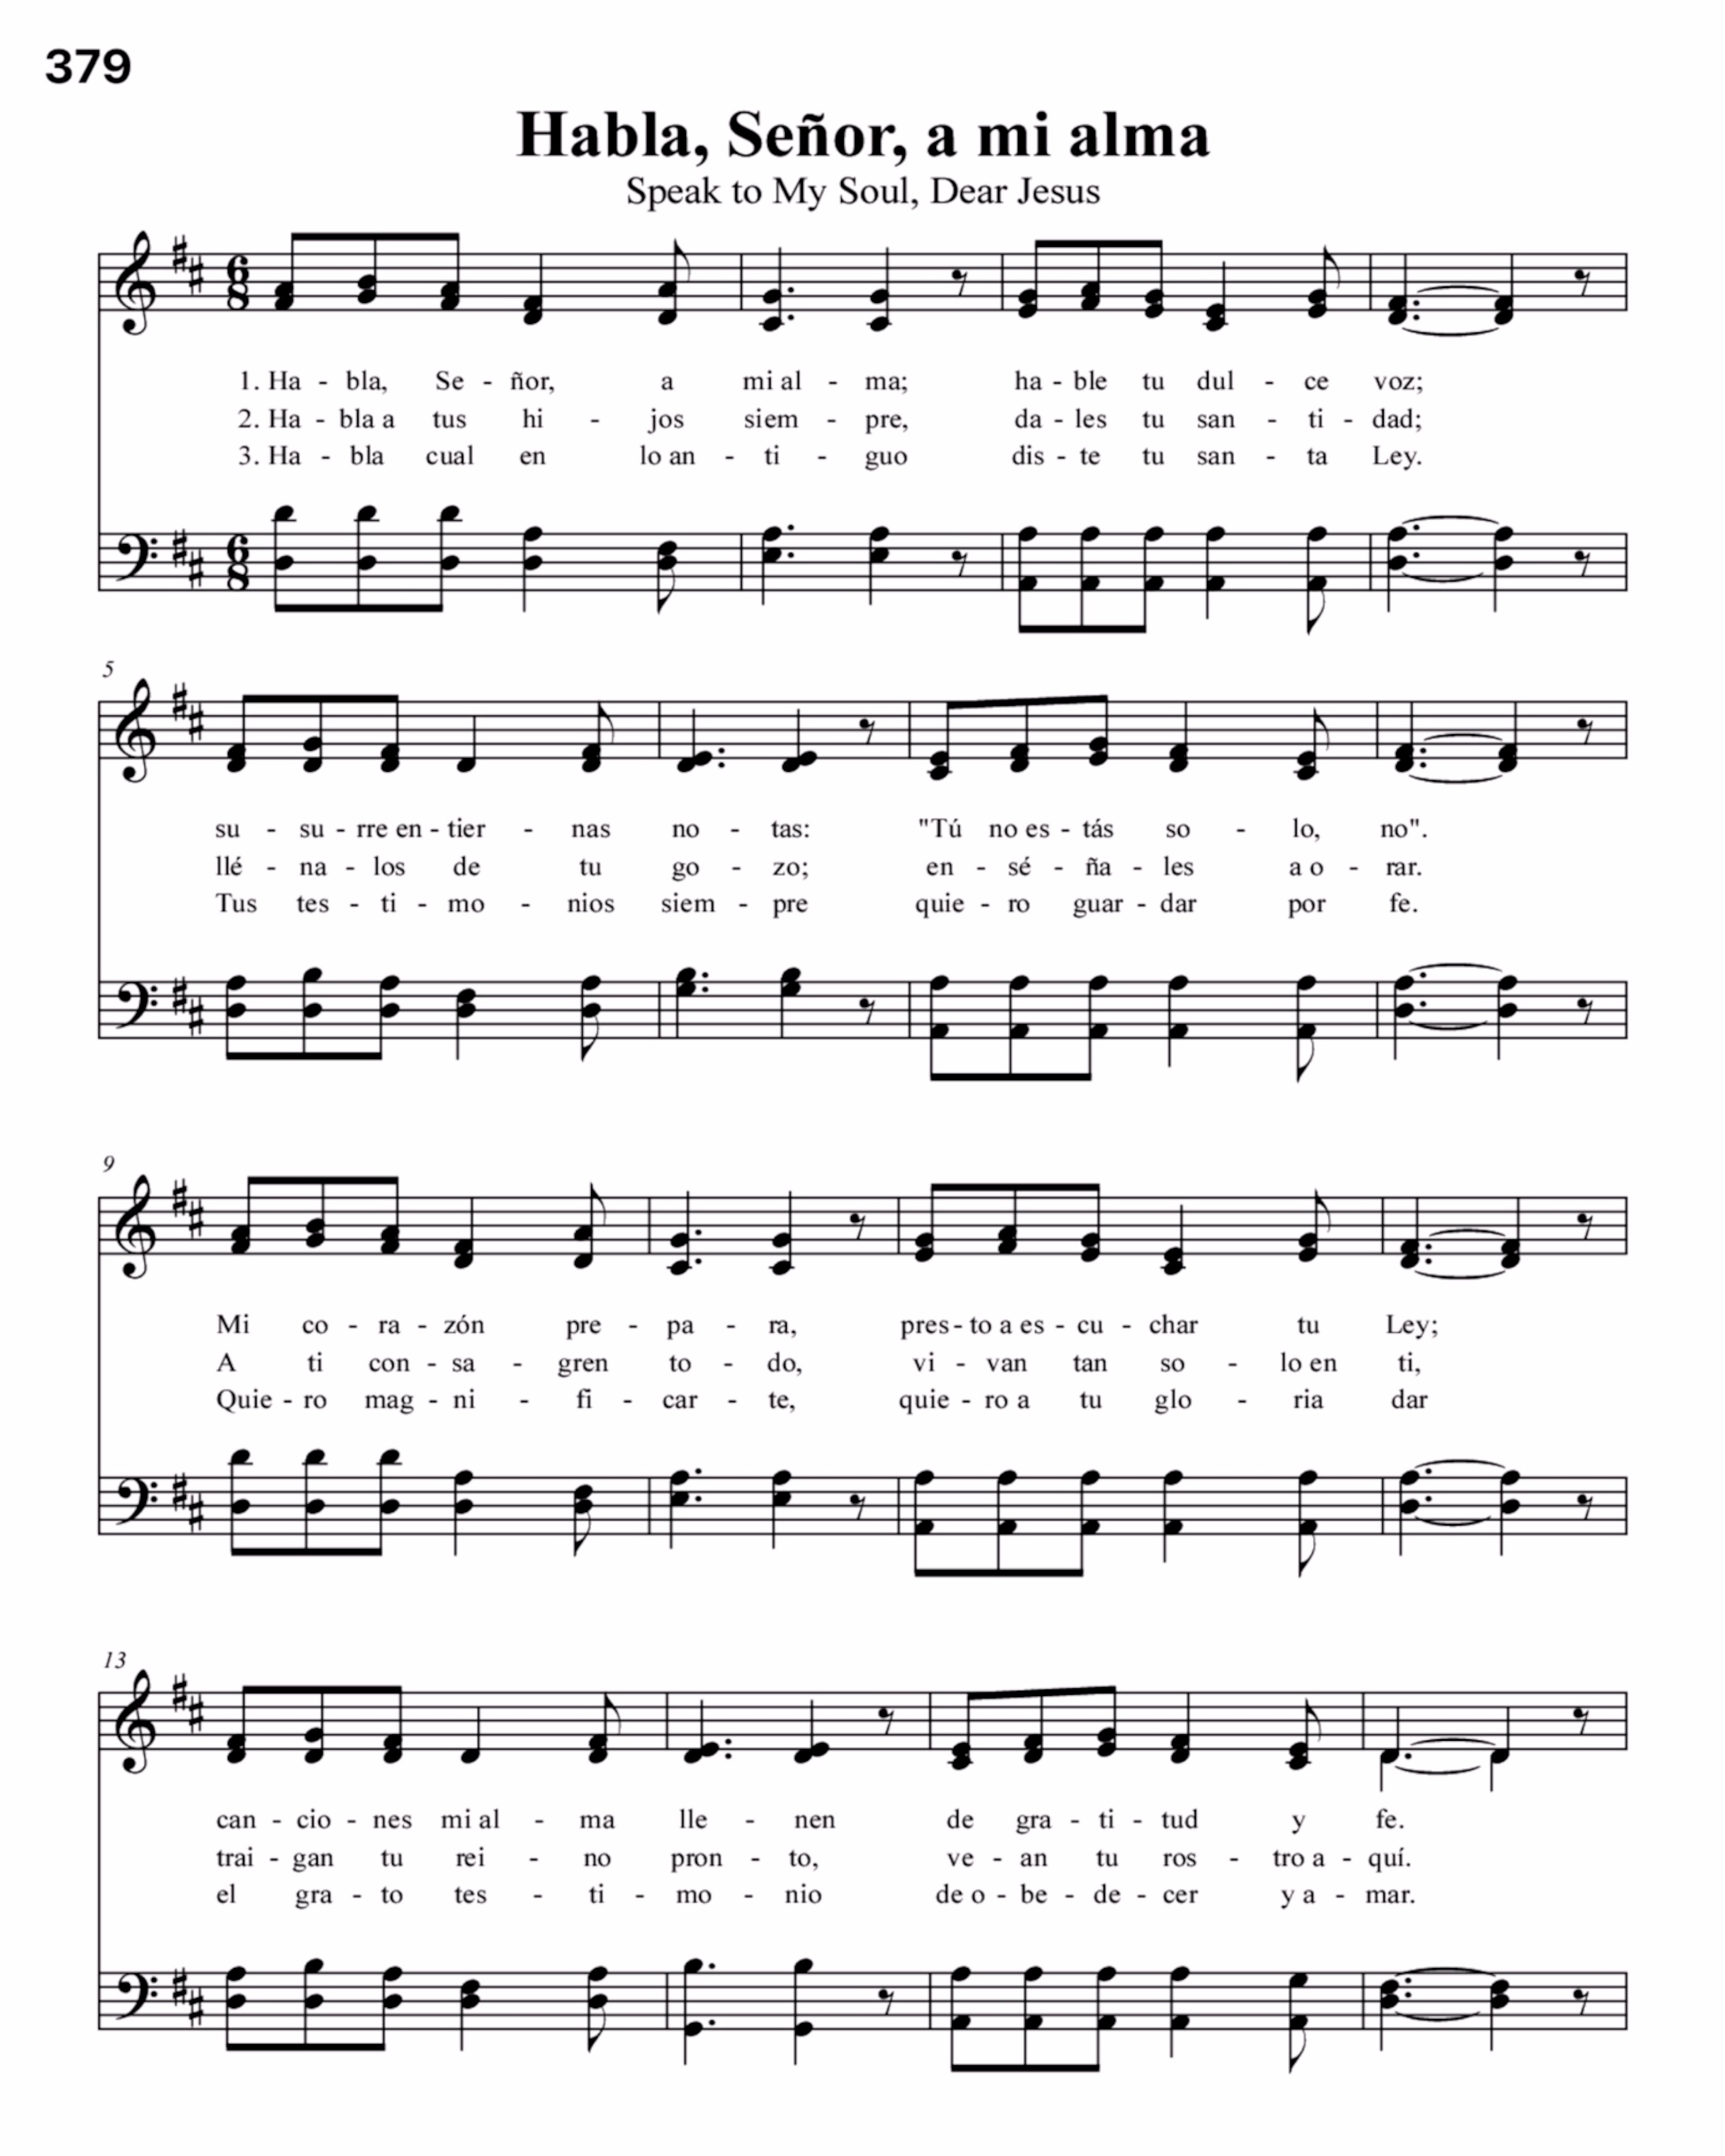 379
Habla, Señor, a mi alma
Speak to My Soul, Dear Jesus
6
8
1. Ha - bla, Se - ñor, a mi al - ma; ha - ble tu dul - ce voz;
2. Ha - bla a tus hi - jos siem - pre, da - les tu san - ti - dad;
3. Ha - bla cual en lo an - ti - guo dis - te tu san - ta Ley.
6
8
5
su - su - rre en - tier - nas no - tas: "Tú no es - tás so - lo, no".
llé - na - los de tu go - zo; en - sé - ña - les a o - rar.
Tus tes - ti - mo - nios siem - pre quie - ro guar - dar por fe.
9
Mi co - ra - zón pre - pa - ra, pres - to a es - cu - char tu Ley;
A ti con - sa - gren to - do, vi - van tan so - lo en ti,
Quie - ro mag - ni - fi - car - te, quie - ro a tu glo - ria dar
13
can - cio - nes mi al - ma lle - nen de gra - ti - tud y fe.
trai - gan tu rei - no pron - to, ve - an tu ros - tro a - quí.
el gra - to tes - ti - mo - nio de o - be - de - cer y a - mar.